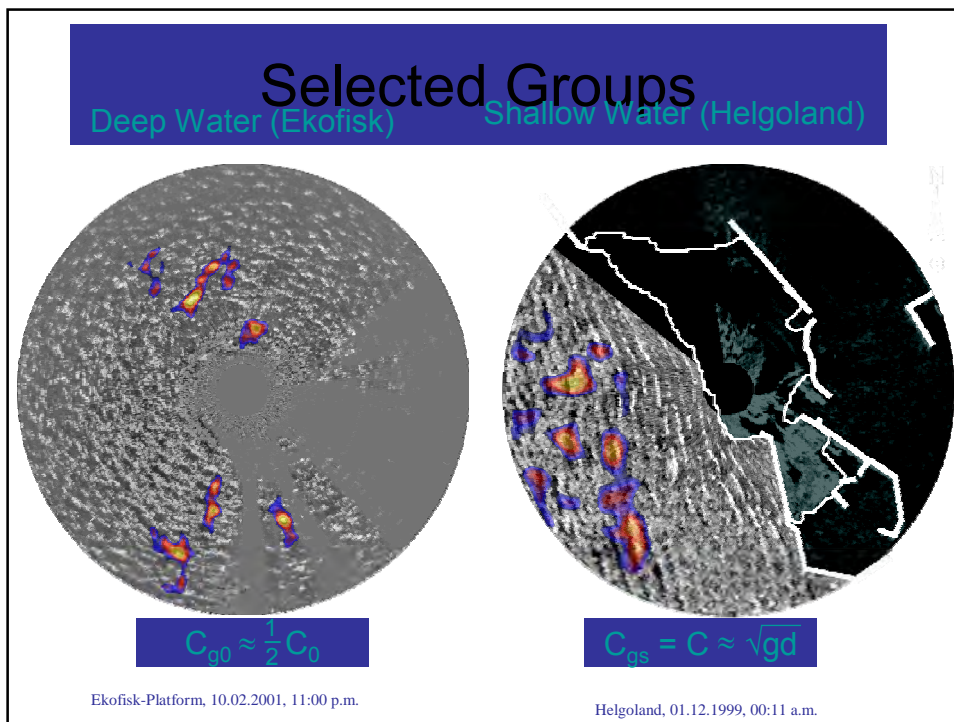 Selected Groups
Deep Water (Ekofisk)
Shallow Water (Helgoland)
C_g0 ≈ 1/2 C_0
C_gs = C ≈ √gd
Ekofisk-Platform, 10.02.2001, 11:00 p.m.
Helgoland, 01.12.1999, 00:11 a.m.